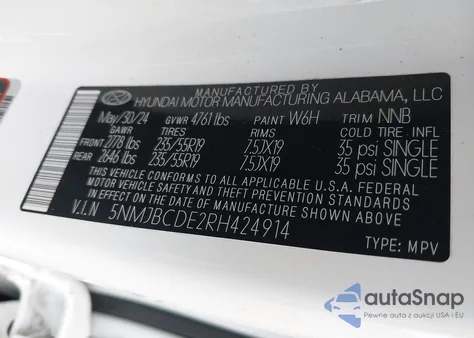 MANUFACTURED BY
HYUNDAI MOTOR MANUFACTURING ALABAMA, LLC
May/30/24 GVWR 4761 lbs PAINT W6H TRIM NNB
GAWR TIRES RIMS COLD TIRE INFL
FRONT 2778 lbs 235/55R19 7.5JX19 35 psi SINGLE
REAR 2646 lbs 235/55R19 7.5JX19 35 psi SINGLE
THIS VEHICLE CONFORMS TO ALL APPLICABLE U.S.A. FEDERAL
MOTOR VEHICLE SAFETY AND THEFT PREVENTION STANDARDS
IN EFFECT ON THE DATE OF MANUFACTURE SHOWN ABOVE.
V.I.N 5NMJBCDE2RH424914
TYPE: MPV
autoSnap
Pewne auta z aukcji USA i EU